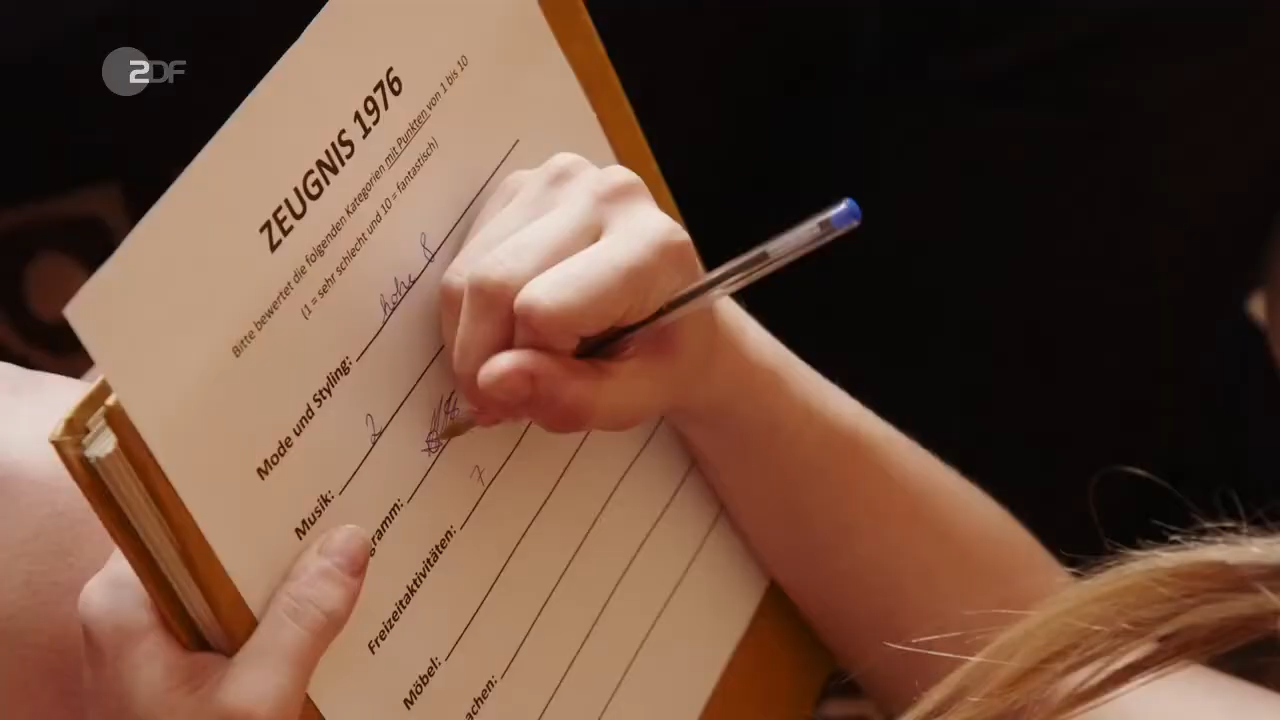 ZDF
ZEUGNIS 1976
Bitte bewertet die folgenden Kategorien mit Punkten von 1 bis 10
(1 = sehr schlecht und 10 = fantastisch)
Mode und Styling: hohe 8
Musik: 2
gramm:
Freizeitaktivitäten: 7
Möbel:
achen: